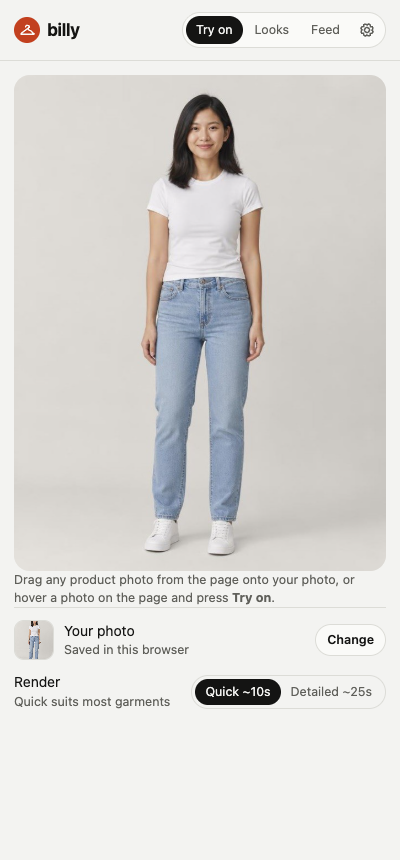 billy
Try on
Looks
Feed
Drag any product photo from the page onto your photo, or
hover a photo on the page and press Try on.
Your photo
Saved in this browser
Change
Render
Quick suits most garments
Quick ~10s
Detailed ~25s